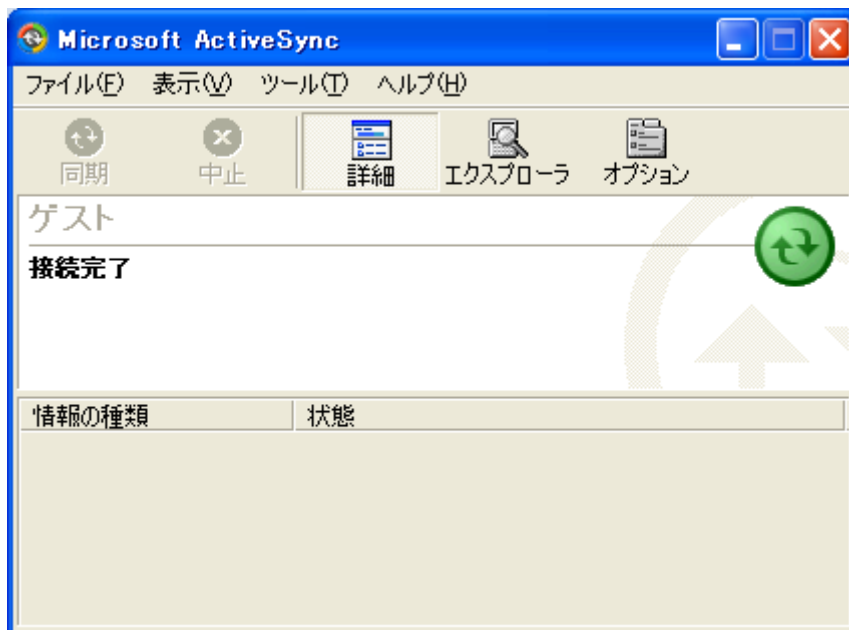 Microsoft ActiveSync
ファイル(F) 表示(V) ツール(T) ヘルプ(H)
同期 中止 詳細 エクスプローラ オプション
ゲスト
接続完了
情報の種類 状態